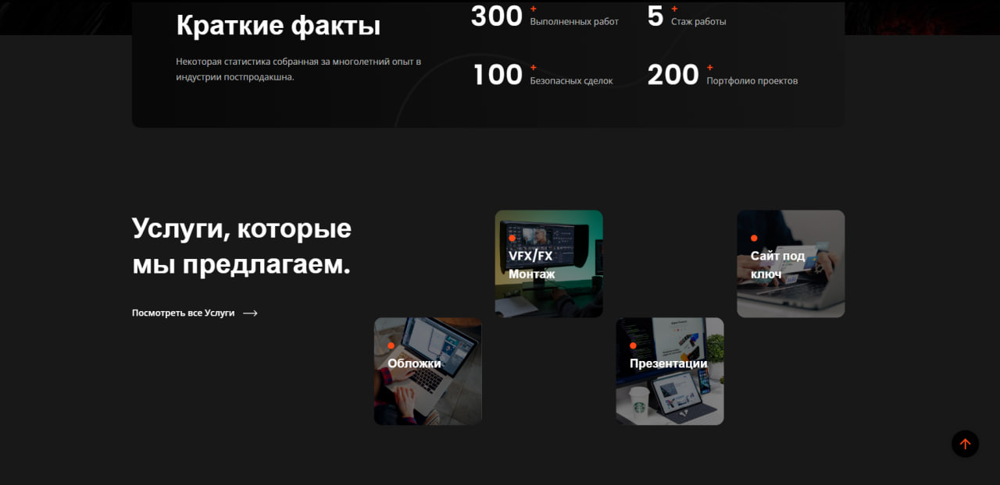 Краткие факты
Некоторая статистика собранная за многолетний опыт в
индустрии постпродакшна.
300 + Выполненных работ
5 + Стаж работы
100 + Безопасных сделок
200 + Портфолио проектов
Услуги, которые
мы предлагаем.
Посмотреть все Услуги
VFX/FX
Монтаж
Сайт под
ключ
Обложки
Презентации